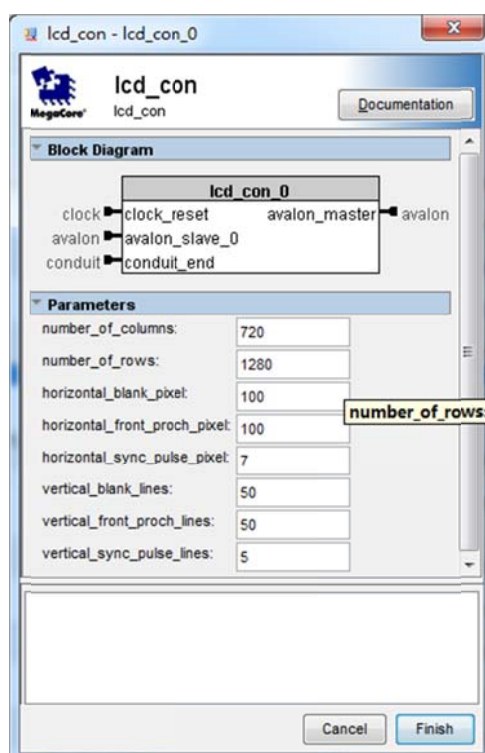 lcd_con - lcd_con_0
MegaCore®
lcd_con
lcd_con
Documentation
Block Diagram
lcd_con_0
clock clock_reset avalon_master avalon
avalon avalon_slave_0
conduit conduit_end
Parameters
number_of_columns: 720
number_of_rows: 1280
horizontal_blank_pixel: 100
number_of_rows:
horizontal_front_proch_pixel: 100
horizontal_sync_pulse_pixel: 7
vertical_blank_lines: 50
vertical_front_proch_lines: 50
vertical_sync_pulse_lines: 5
Cancel Finish